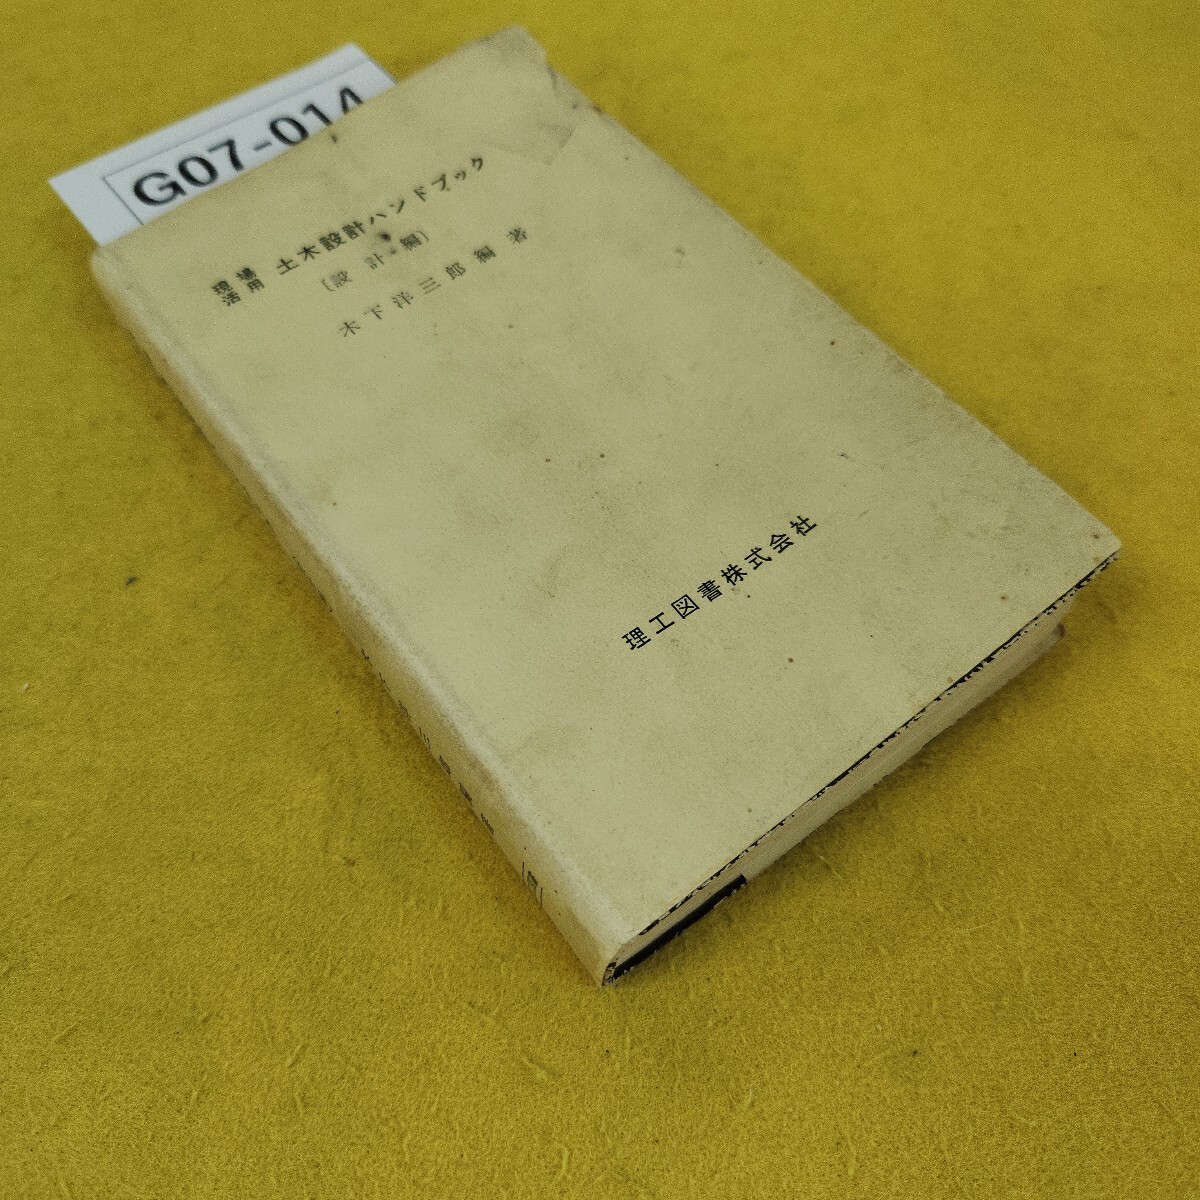 G07-01A
現場活用 土木設計ハンドブック
〔設計編〕
木下洋三郎編著
理工図書株式会社